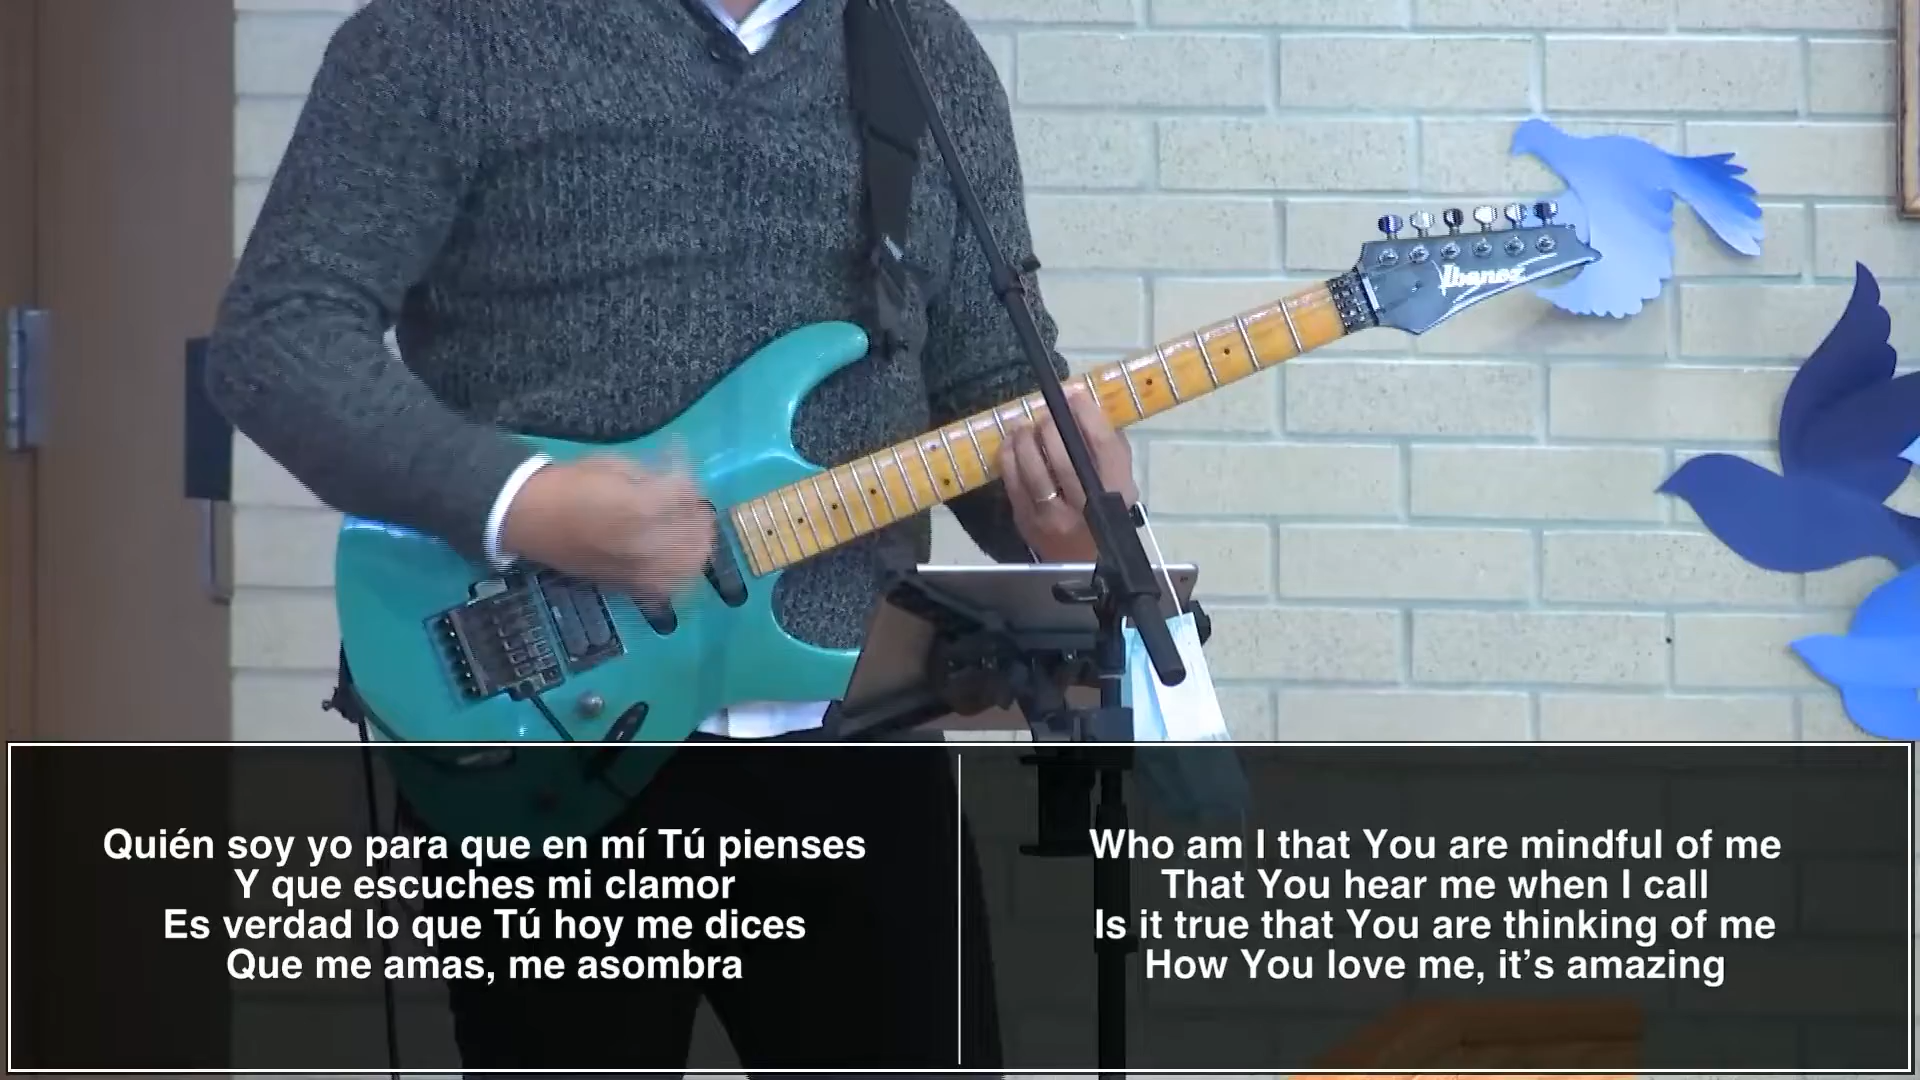 Ibanez
Quién soy yo para que en mí Tú pienses
Y que escuches mi clamor
Es verdad lo que Tú hoy me dices
Que me amas, me asombra
Who am I that You are mindful of me
That You hear me when I call
Is it true that You are thinking of me
How You love me, it’s amazing